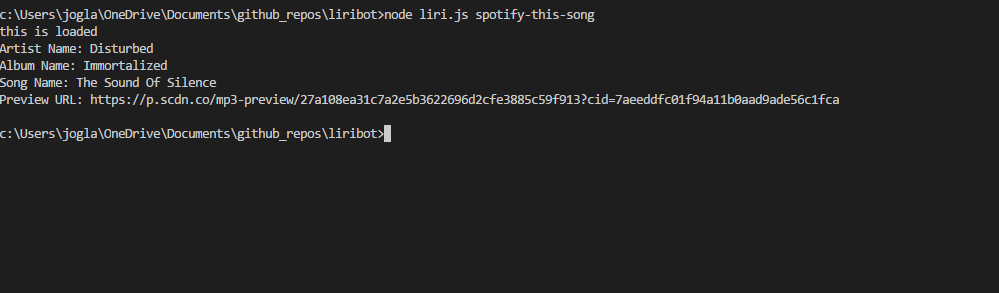 c:\Users\jogla\OneDrive\Documents\github_repos\liribot>node liri.js spotify-this-song
this is loaded
Artist Name: Disturbed
Album Name: Immortalized
Song Name: The Sound Of Silence
Preview URL: https://p.scdn.co/mp3-preview/27a108ea31c7a2e5b3622696d2cfe3885c59f913?cid=7aeeddfc01f94a11b0aad9ade56c1fca
c:\Users\jogla\OneDrive\Documents\github_repos\liribot>